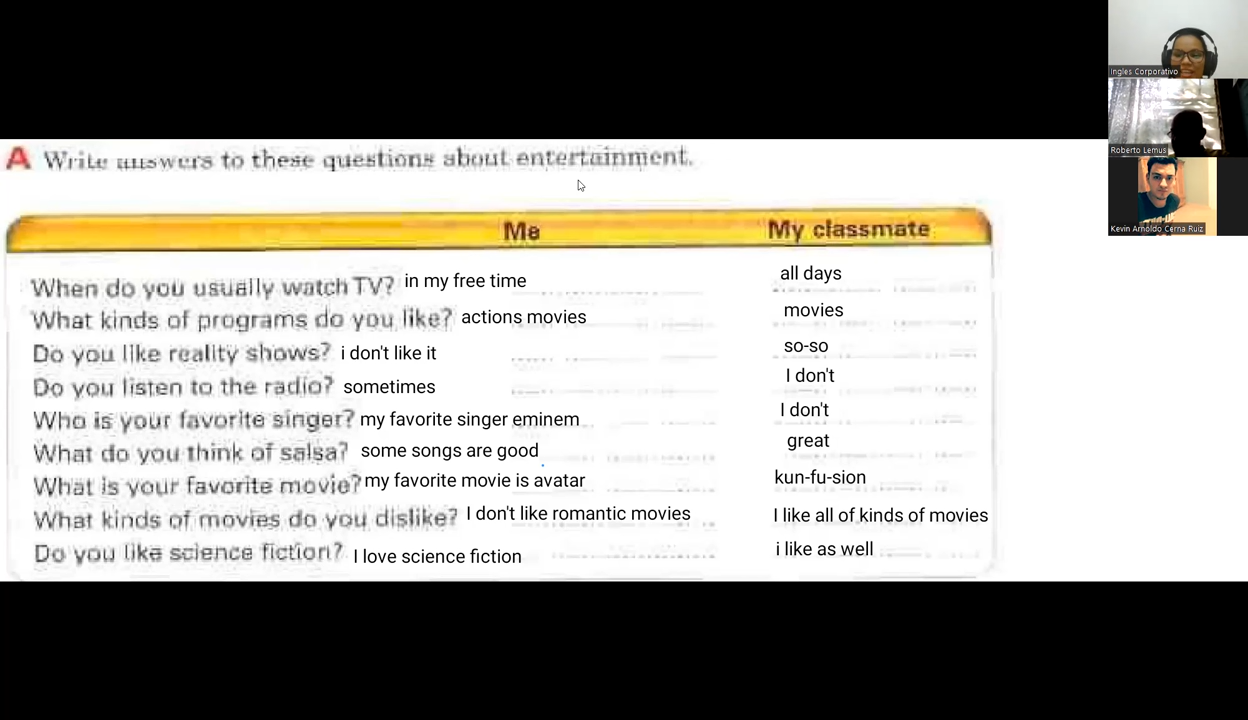 A Write answers to these questions about entertainment.
Me My classmate
When do you usually watch TV? in my free time all days
What kinds of programs do you like? actions movies movies
Do you like reality shows? i don't like it so-so
Do you listen to the radio? sometimes I don't
Who is your favorite singer? my favorite singer eminem I don't
What do you think of salsa? some songs are good great
What is your favorite movie? my favorite movie is avatar kun-fu-sion
What kinds of movies do you dislike? I don't like romantic movies I like all of kinds of movies
Do you like science fiction? I love science fiction i like as well
Ingles Corporativo
Roberto Lemus
Kevin Arnoldo Cerna Ruiz